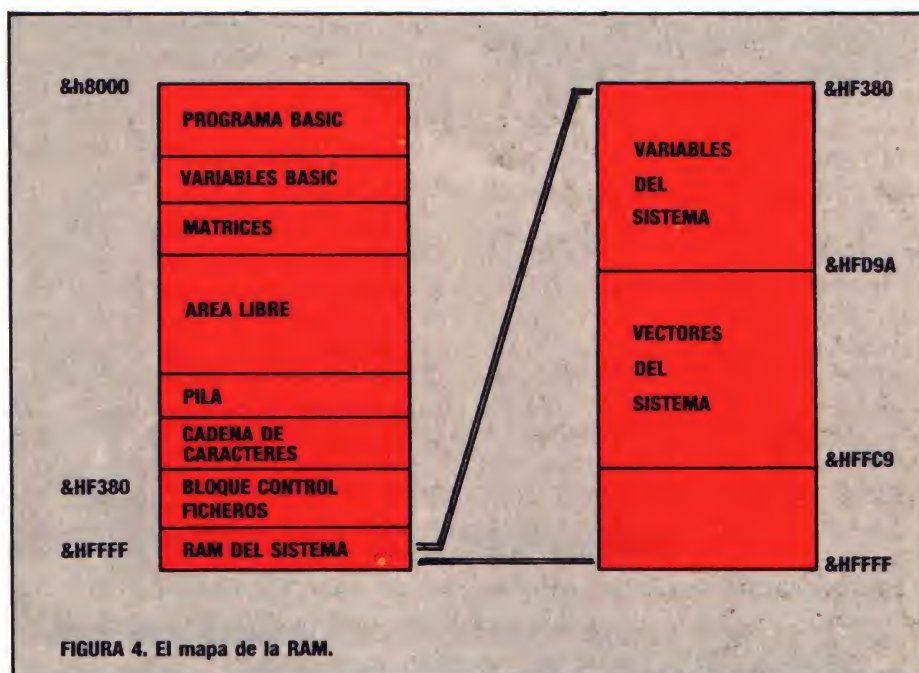 &h8000
PROGRAMA BASIC
VARIABLES BASIC
MATRICES
AREA LIBRE
PILA
CADENA DE
CARACTERES
&HF380
BLOQUE CONTROL
FICHEROS
&HFFFF
RAM DEL SISTEMA
&HF380
VARIABLES
DEL
SISTEMA
&HFD9A
VECTORES
DEL
SISTEMA
&HFFC9
&HFFFF
FIGURA 4. El mapa de la RAM.